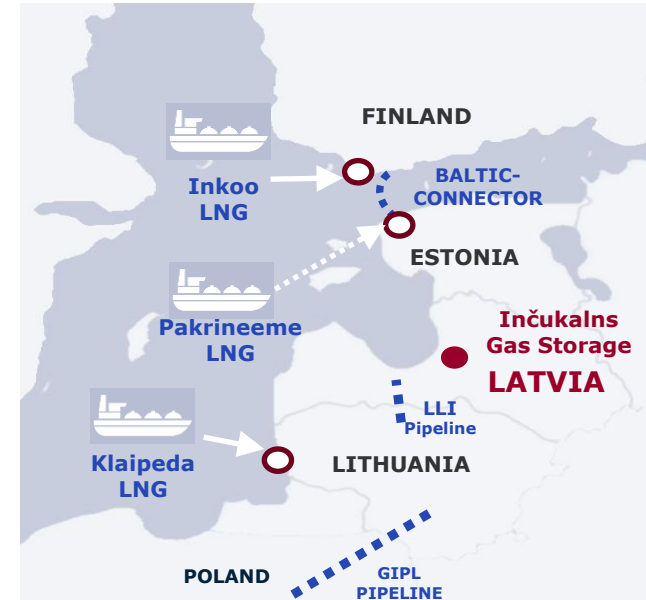 FINLAND
Inkoo
LNG
BALTIC-
CONNECTOR
ESTONIA
Pakrineeme
LNG
Inčukalns
Gas Storage
LATVIA
LLI
Pipeline
Klaipeda
LNG
LITHUANIA
POLAND
GIPL
PIPELINE